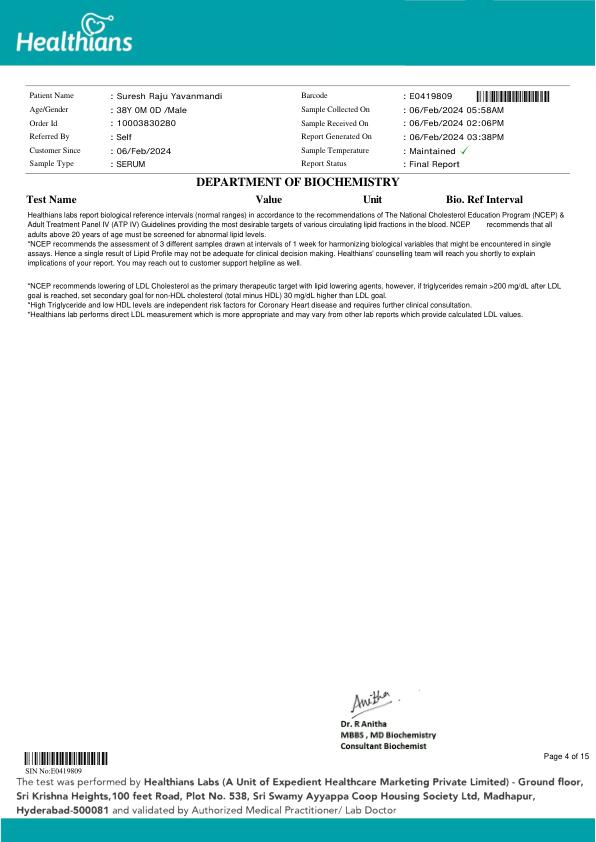 Healthians
Patient Name : Suresh Raju Yavanmandi Barcode : E0419809
Age/Gender : 38Y 0M 0D /Male Sample Collected On : 06/Feb/2024 05:58AM
Order Id : 10003830280 Sample Received On : 06/Feb/2024 02:06PM
Referred By : Self Report Generated On : 06/Feb/2024 03:38PM
Customer Since : 06/Feb/2024 Sample Temperature : Maintained ✓
Sample Type : SERUM Report Status : Final Report
DEPARTMENT OF BIOCHEMISTRY
Test Name Value Unit Bio. Ref Interval
Healthians labs report biological reference intervals (normal ranges) in accordance to the recommendations of The National Cholesterol Education Program (NCEP) &
Adult Treatment Panel IV (ATP IV) Guidelines providing the most desirable targets of various circulating lipid fractions in the blood. NCEP recommends that all
adults above 20 years of age must be screened for abnormal lipid levels.
*NCEP recommends the assessment of 3 different samples drawn at intervals of 1 week for harmonizing biological variables that might be encountered in single
assays. Hence a single result of Lipid Profile may not be adequate for clinical decision making. Healthians' counselling team will reach you shortly to explain
implications of your report. You may reach out to customer support helpline as well.
*NCEP recommends lowering of LDL Cholesterol as the primary therapeutic target with lipid lowering agents, however, if triglycerides remain >200 mg/dL after LDL
goal is reached, set secondary goal for non-HDL cholesterol (total minus HDL) 30 mg/dL higher than LDL goal.
*High Triglyceride and low HDL levels are independent risk factors for Coronary Heart disease and requires further clinical consultation.
*Healthians lab performs direct LDL measurement which is more appropriate and may vary from other lab reports which provide calculated LDL values.
Anitha
Dr. R Anitha
MBBS , MD Biochemistry
Consultant Biochemist
Page 4 of 15
SIN No:E0419809
The test was performed by Healthians Labs (A Unit of Expedient Healthcare Marketing Private Limited) - Ground floor,
Sri Krishna Heights,100 feet Road, Plot No. 538, Sri Swamy Ayyappa Coop Housing Society Ltd, Madhapur,
Hyderabad-500081 and validated by Authorized Medical Practitioner/ Lab Doctor